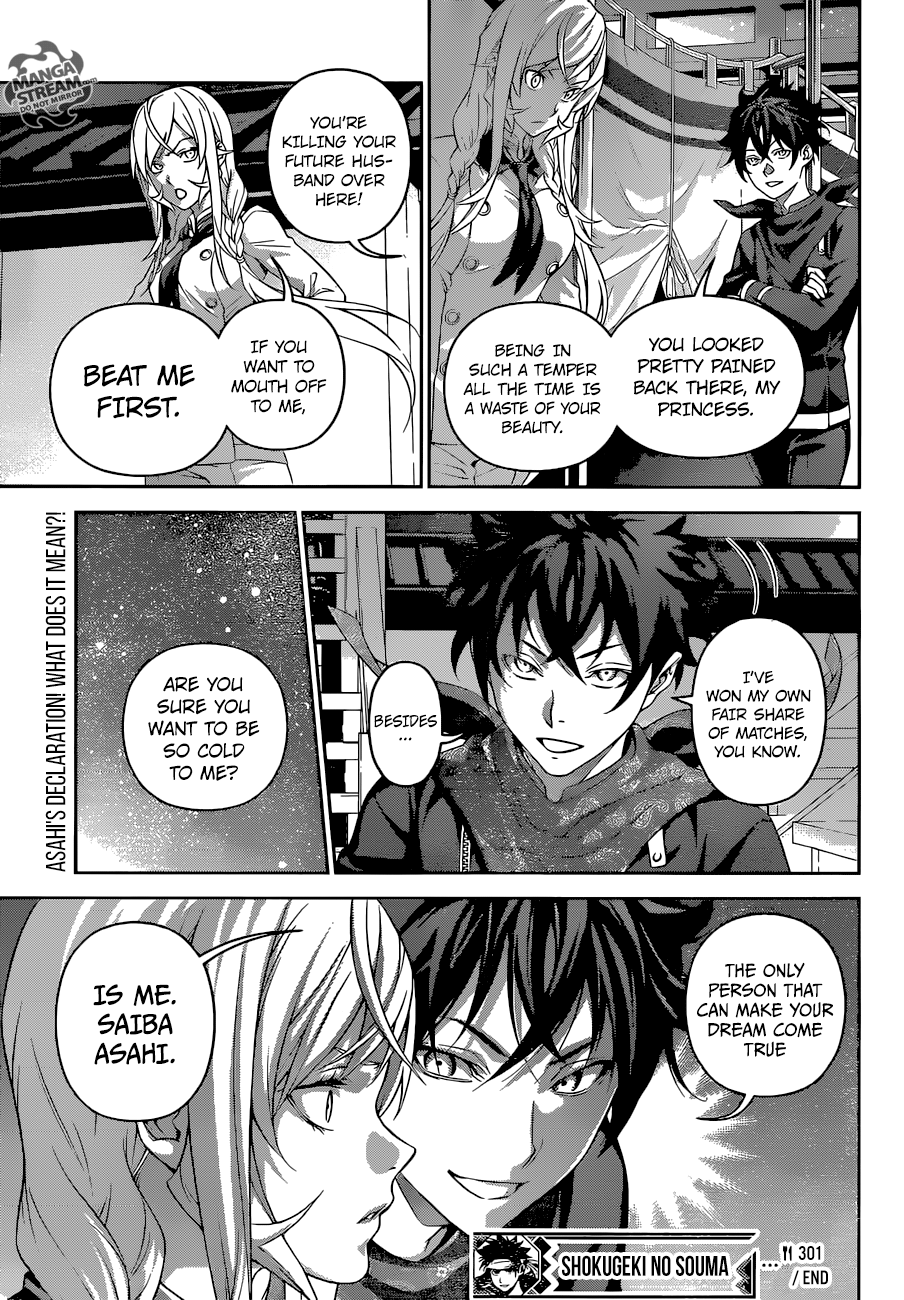 MANGA
STREAM.com
DO NOT MIRROR
YOU LOOKED
PRETTY PAINED
BACK THERE, MY
PRINCESS.
BEING IN
SUCH A TEMPER
ALL THE TIME IS
A WASTE OF YOUR
BEAUTY.
YOU'RE
KILLING YOUR
FUTURE HUS-
BAND OVER
HERE!
IF YOU
WANT TO
MOUTH OFF
TO ME,
BEAT ME
FIRST.
I'VE
WON MY OWN
FAIR SHARE
OF MATCHES,
YOU KNOW.
BESIDES
...
ARE YOU
SURE YOU
WANT TO BE
SO COLD
TO ME?
ASAHI'S DECLARATION! WHAT DOES IT MEAN?!
THE ONLY
PERSON THAT
CAN MAKE YOUR
DREAM COME
TRUE
IS ME.
SAIBA
ASAHI.
SHOKUGEKI NO SOUMA
... 301
/ END